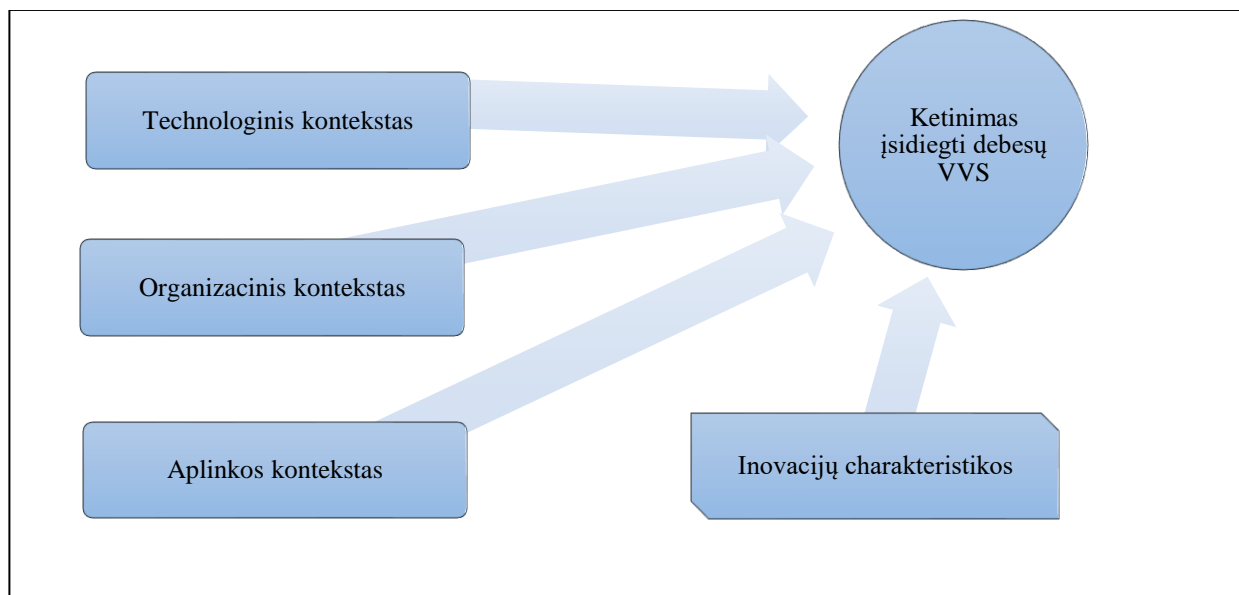 Technologinis kontekstas
Ketinimas
įsidiegti debesų
VVS
Organizacinis kontekstas
Aplinkos kontekstas
Inovacijų charakteristikos